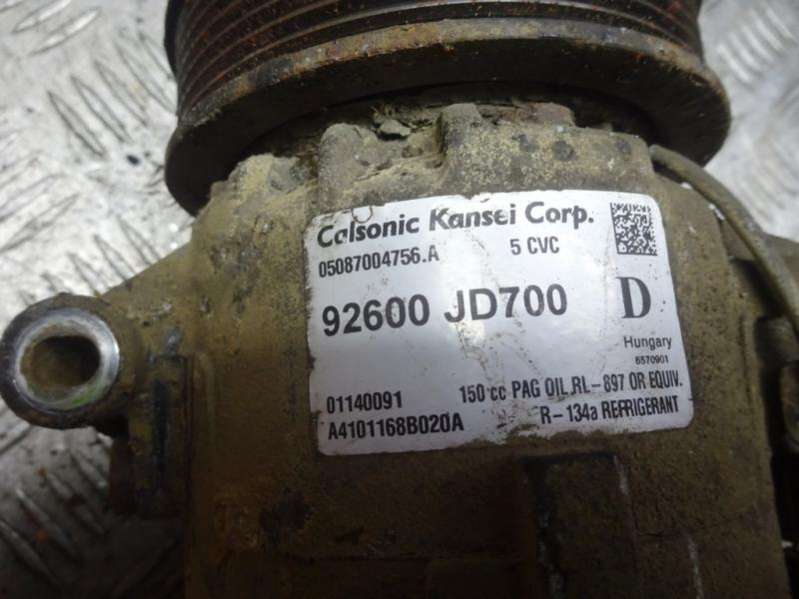 Calsonic Kansei Corp.
05087004756.A 5 CVC
92600 JD700 D
Hungary
6570901
01140091 150 cc PAG OIL.RL-897 OR EQUIV.
A4101168B020A R-134a REFRIGERANT